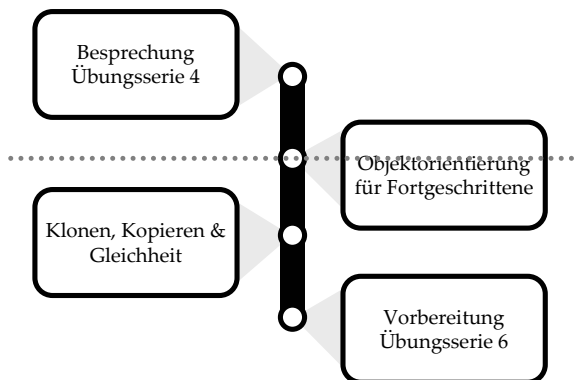 Besprechung
Übungsserie 4
Objektorientierung
für Fortgeschrittene
Klonen, Kopieren &
Gleichheit
Vorbereitung
Übungsserie 6